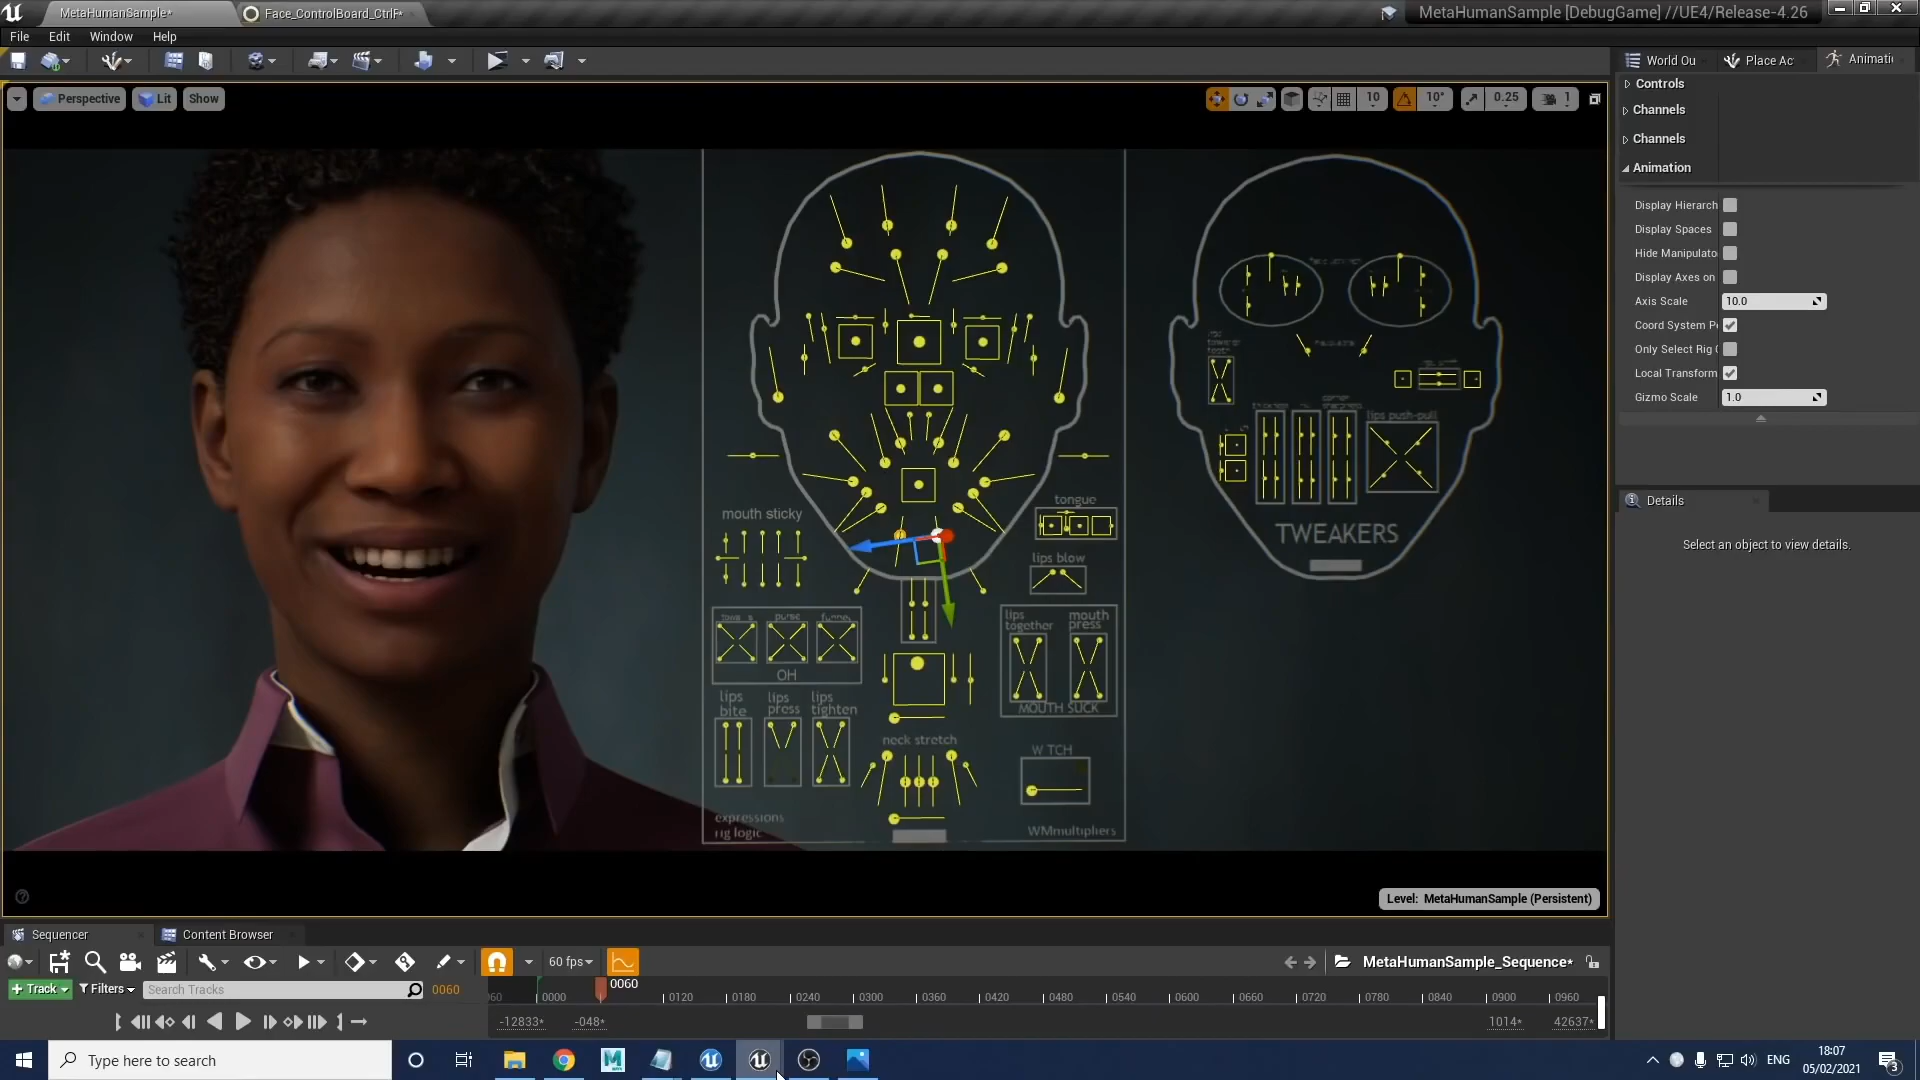 MetaHumanSample*
Face_ControlBoard_CtrlF*
MetaHumanSample [DebugGame] //UE4/Release-4.26
File Edit Window Help
World Ou
Place Ac
Animati
Perspective
Lit
Show
10
10°
0.25
1
Controls
Channels
Channels
Animation
Display Hierarch
Display Spaces
Hide Manipulato
Display Axes on
Axis Scale 10.0
Coord System P
Only Select Rig
Local Transform
Gizmo Scale 1.0
Details
Select an object to view details.
mouth sticky
tongue
lips blow
lips together
mouth press
MOUTH SUCK
OH
lips bite
lips press
lips tighten
neck stretch
W TCH
expressions
rig logic
WMmultipliers
lips push-pull
TWEAKERS
Level: MetaHumanSample (Persistent)
Sequencer
Content Browser
60 fps
MetaHumanSample_Sequence*
+ Track
Filters
Search Tracks
0060
0060
0000 0120 0180 0240 0300 0360 0420 0480 0540 0600 0660 0720 0780 0840 0900 0960
-12833*
-048*
1014*
42637*
Type here to search
ENG
18:07
05/02/2021
3